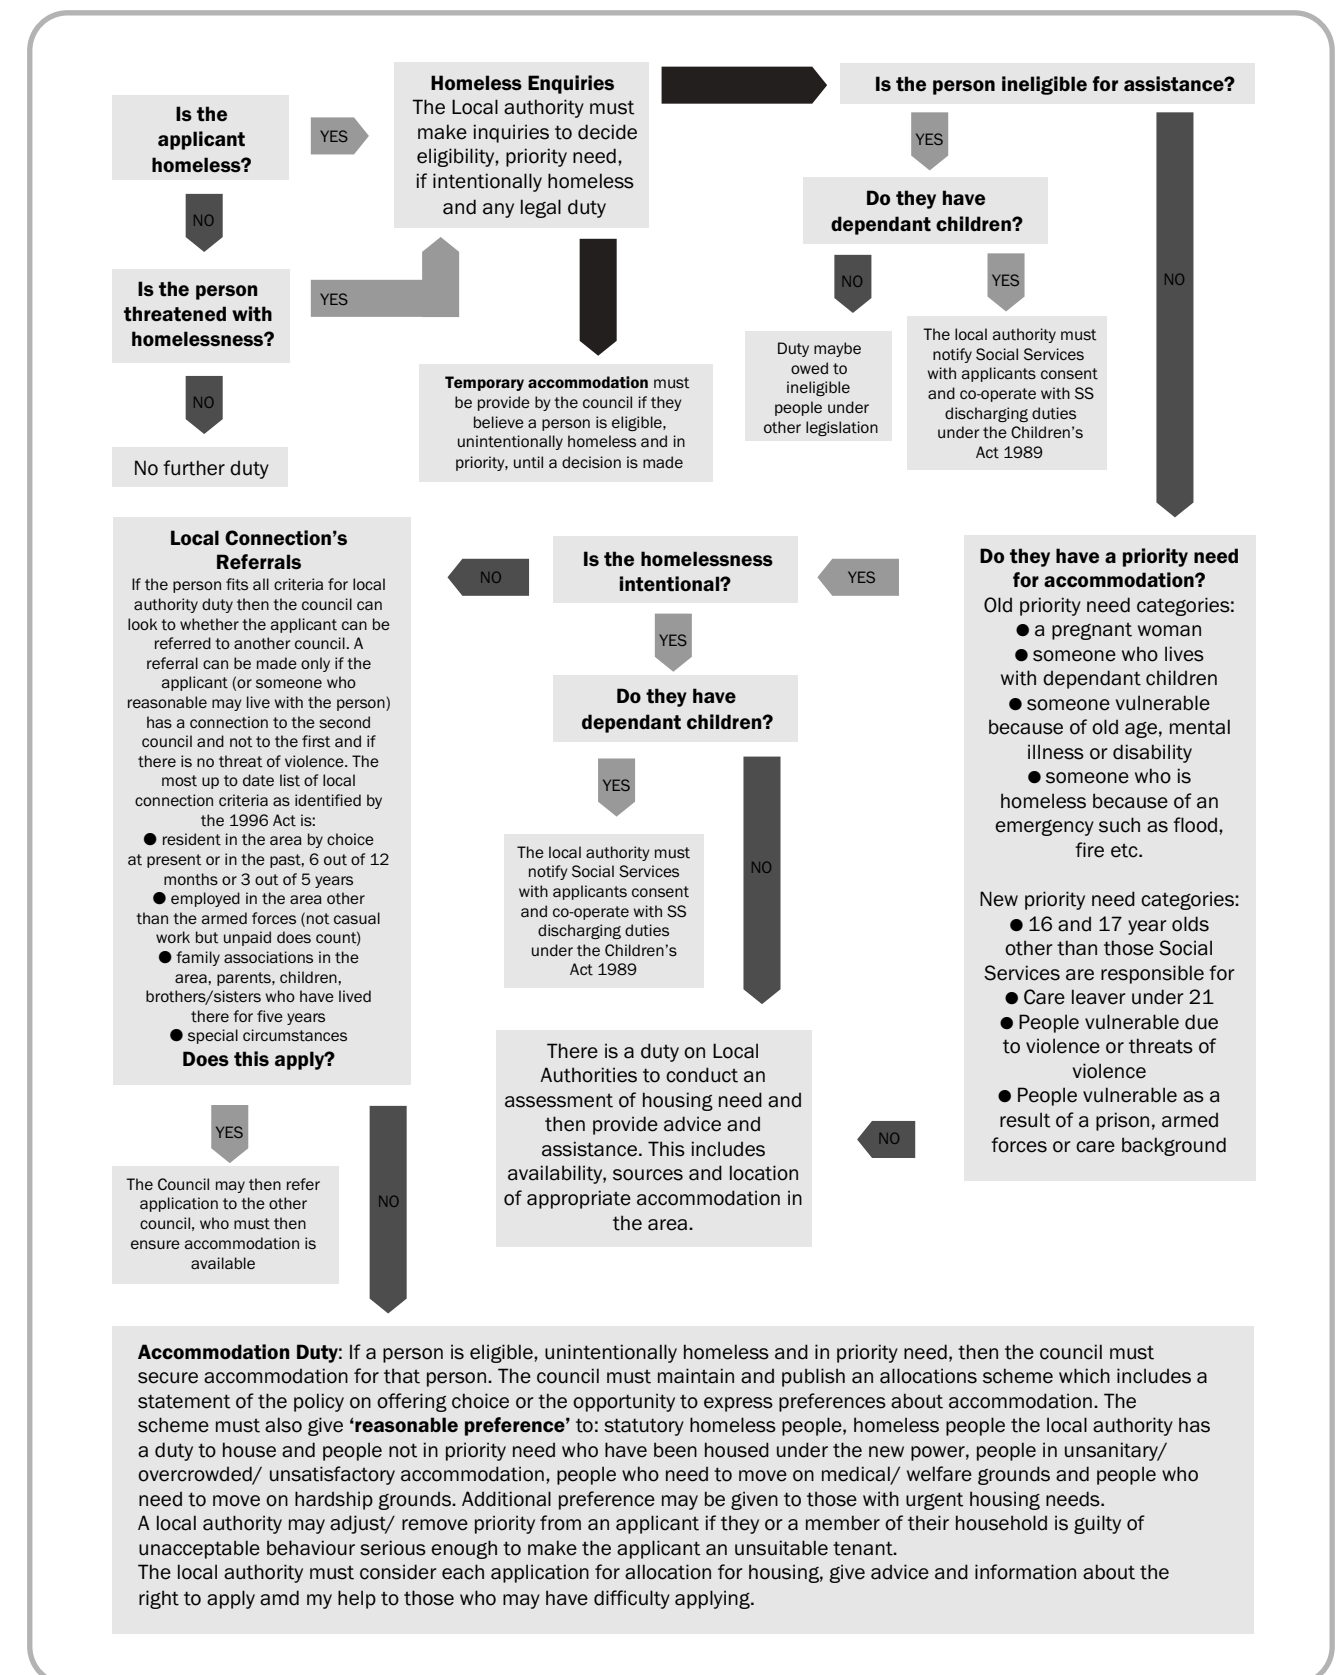 Is the
applicant
homeless?
YES
Homeless Enquiries
The Local authority must
make inquiries to decide
eligibility, priority need,
if intentionally homeless
and any legal duty
Is the person ineligible for assistance?
NO
YES
Do they have
dependant children?
NO
YES
NO
Is the person
threatened with
homelessness?
YES
NO
No further duty
Temporary accommodation must
be provide by the council if they
believe a person is eligible,
unintentionally homeless and in
priority, until a decision is made
Duty maybe
owed to
ineligible
people under
other legislation
The local authority must
notify Social Services
with applicants consent
and co-operate with SS
discharging duties
under the Children's
Act 1989
Do they have a priority need
for accommodation?
Old priority need categories:
● a pregnant woman
● someone who lives
with dependant children
● someone vulnerable
because of old age, mental
illness or disability
● someone who is
homeless because of an
emergency such as flood,
fire etc.
New priority need categories:
● 16 and 17 year olds
other than those Social
Services are responsible for
● Care leaver under 21
● People vulnerable due
to violence or threats of
violence
● People vulnerable as a
result of a prison, armed
forces or care background
YES
Is the homelessness
intentional?
NO
YES
Do they have
dependant children?
YES
NO
The local authority must
notify Social Services
with applicants consent
and co-operate with SS
discharging duties
under the Children's
Act 1989
NO
There is a duty on Local
Authorities to conduct an
assessment of housing need and
then provide advice and
assistance. This includes
availability, sources and location
of appropriate accommodation in
the area.
Local Connection's
Referrals
If the person fits all criteria for local
authority duty then the council can
look to whether the applicant can be
referred to another council. A
referral can be made only if the
applicant (or someone who
reasonable may live with the person)
has a connection to the second
council and not to the first and if
there is no threat of violence. The
most up to date list of local
connection criteria as identified by
the 1996 Act is:
● resident in the area by choice
at present or in the past, 6 out of 12
months or 3 out of 5 years
● employed in the area other
than the armed forces (not casual
work but unpaid does count)
● family associations in the
area, parents, children,
brothers/sisters who have lived
there for five years
● special circumstances
Does this apply?
YES
NO
The Council may then refer
application to the other
council, who must then
ensure accommodation is
available
Accommodation Duty: If a person is eligible, unintentionally homeless and in priority need, then the council must
secure accommodation for that person. The council must maintain and publish an allocations scheme which includes a
statement of the policy on offering choice or the opportunity to express preferences about accommodation. The
scheme must also give 'reasonable preference' to: statutory homeless people, homeless people the local authority has
a duty to house and people not in priority need who have been housed under the new power, people in unsanitary/
overcrowded/ unsatisfactory accommodation, people who need to move on medical/ welfare grounds and people who
need to move on hardship grounds. Additional preference may be given to those with urgent housing needs.
A local authority may adjust/ remove priority from an applicant if they or a member of their household is guilty of
unacceptable behaviour serious enough to make the applicant an unsuitable tenant.
The local authority must consider each application for allocation for housing, give advice and information about the
right to apply amd my help to those who may have difficulty applying.